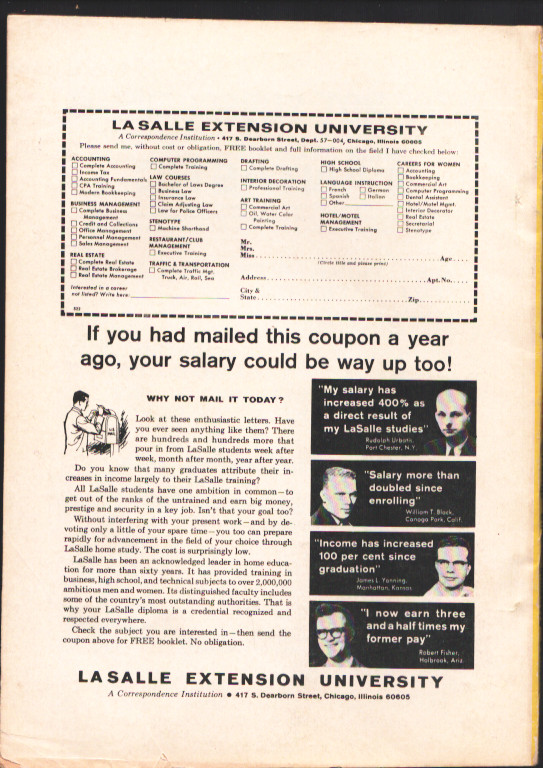 LA SALLE EXTENSION UNIVERSITY
A Correspondence Institution • 417 S. Dearborn Street, Dept. 57-004, Chicago, Illinois 60605
Please send me, without cost or obligation, FREE booklet and full information on the field I have checked below:
ACCOUNTING
Complete Accounting
Income Tax
Accounting Fundamentals
CPA Training
Modern Bookkeeping
BUSINESS MANAGEMENT
Complete Business
Management
Credit and Collections
Office Management
Personnel Management
Sales Management
REAL ESTATE
Complete Real Estate
Real Estate Brokerage
Real Estate Management
Interested in a career
not listed? Write here:
COMPUTER PROGRAMMING
Complete Training
LAW COURSES
Bachelor of Laws Degree
Business Law
Insurance Law
Claim Adjusting Law
Law for Police Officers
STENOTYPE
Machine Shorthand
RESTAURANT/CLUB
MANAGEMENT
Executive Training
TRAFFIC & TRANSPORTATION
Complete Traffic Mgt.
Truck, Air, Rail, Sea
DRAFTING
Complete Drafting
INTERIOR DECORATION
Professional Training
ART TRAINING
Commercial Art
Oil, Water Color
Painting
Complete Training
HIGH SCHOOL
High School Diploma
LANGUAGE INSTRUCTION
French German
Spanish Italian
Other
HOTEL/MOTEL
MANAGEMENT
Executive Training
CAREERS FOR WOMEN
Accounting
Bookkeeping
Commercial Art
Computer Programming
Dental Assistant
Hotel/Motel Mgmt.
Interior Decorator
Real Estate
Secretarial
Stenotype
Mr.
Mrs.
Miss Age
(Circle title and please print)
Address Apt. No.
City &
State Zip
If you had mailed this coupon a year
ago, your salary could be way up too!
WHY NOT MAIL IT TODAY?
Look at these enthusiastic letters. Have
you ever seen anything like them? There
are hundreds and hundreds more that
pour in from LaSalle students week after
week, month after month, year after year.
Do you know that many graduates attribute their in-
creases in income largely to their LaSalle training?
All LaSalle students have one ambition in common—to
get out of the ranks of the untrained and earn big money,
prestige and security in a key job. Isn't that your goal too?
Without interfering with your present work—and by de-
voting only a little of your spare time—you too can prepare
rapidly for advancement in the field of your choice through
LaSalle home study. The cost is surprisingly low.
LaSalle has been an acknowledged leader in home educa-
tion for more than sixty years. It has provided training in
business, high school, and technical subjects to over 2,000,000
ambitious men and women. Its distinguished faculty includes
some of the country's most outstanding authorities. That is
why your LaSalle diploma is a credential recognized and
respected everywhere.
Check the subject you are interested in—then send the
coupon above for FREE booklet. No obligation.
"My salary has
increased 400% as
a direct result of
my LaSalle studies"
Rudolph Urbatis,
Port Chester, N.Y.
"Salary more than
doubled since
enrolling"
William T. Block,
Canoga Park, Calif.
"Income has increased
100 per cent since
graduation"
James L. Yanning,
Manhattan, Kansas
"I now earn three
and a half times my
former pay"
Robert Fisher,
Holbrook, Ariz.
LA SALLE EXTENSION UNIVERSITY
A Correspondence Institution • 417 S. Dearborn Street, Chicago, Illinois 60605